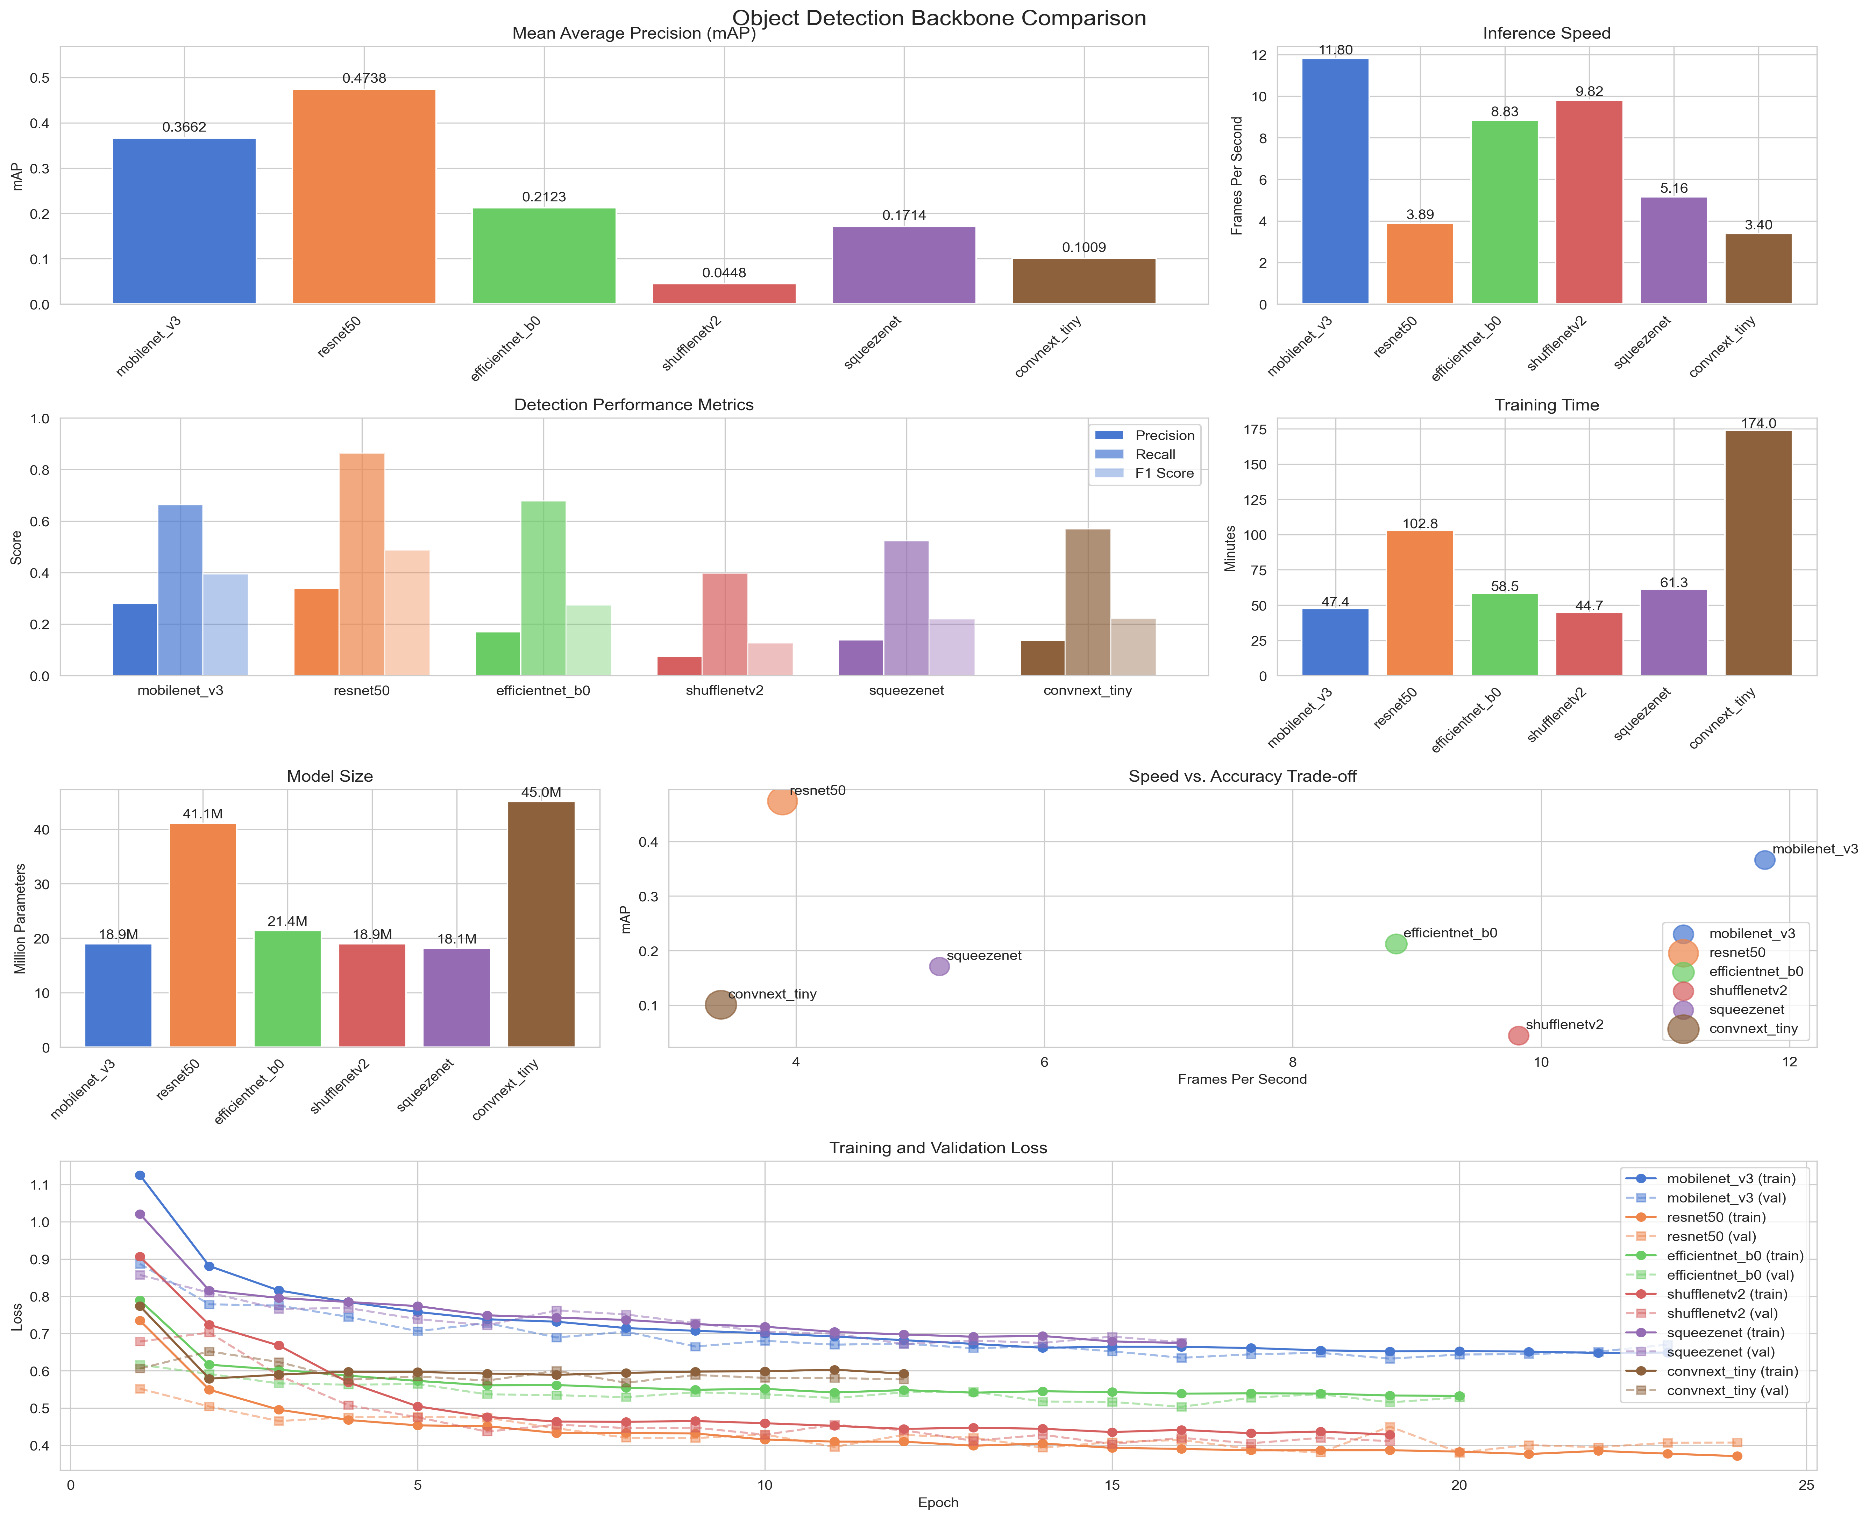 Object Detection Backbone Comparison
Mean Average Precision (mAP)
mAP
0.5
0.4
0.3
0.2
0.1
0.0
0.3662
0.4738
0.2123
0.0448
0.1714
0.1009
mobilenet_v3
resnet50
efficientnet_b0
shufflenetv2
squeezenet
convnext_tiny
Inference Speed
Frames Per Second
12
10
8
6
4
2
0
11.80
3.89
8.83
9.82
5.16
3.40
mobilenet_v3
resnet50
efficientnet_b0
shufflenetv2
squeezenet
convnext_tiny
Detection Performance Metrics
Score
1.0
0.8
0.6
0.4
0.2
0.0
Precision
Recall
F1 Score
mobilenet_v3
resnet50
efficientnet_b0
shufflenetv2
squeezenet
convnext_tiny
Training Time
Minutes
175
150
125
100
75
50
25
0
47.4
102.8
58.5
44.7
61.3
174.0
mobilenet_v3
resnet50
efficientnet_b0
shufflenetv2
squeezenet
convnext_tiny
Model Size
Million Parameters
40
30
20
10
0
18.9M
41.1M
21.4M
18.9M
18.1M
45.0M
mobilenet_v3
resnet50
efficientnet_b0
shufflenetv2
squeezenet
convnext_tiny
Speed vs. Accuracy Trade-off
mAP
0.4
0.3
0.2
0.1
resnet50
mobilenet_v3
efficientnet_b0
squeezenet
convnext_tiny
shufflenetv2
mobilenet_v3
resnet50
efficientnet_b0
shufflenetv2
squeezenet
convnext_tiny
4
6
8
10
12
Frames Per Second
Training and Validation Loss
Loss
1.1
1.0
0.9
0.8
0.7
0.6
0.5
0.4
mobilenet_v3 (train)
mobilenet_v3 (val)
resnet50 (train)
resnet50 (val)
efficientnet_b0 (train)
efficientnet_b0 (val)
shufflenetv2 (train)
shufflenetv2 (val)
squeezenet (train)
squeezenet (val)
convnext_tiny (train)
convnext_tiny (val)
0
5
10
15
20
25
Epoch